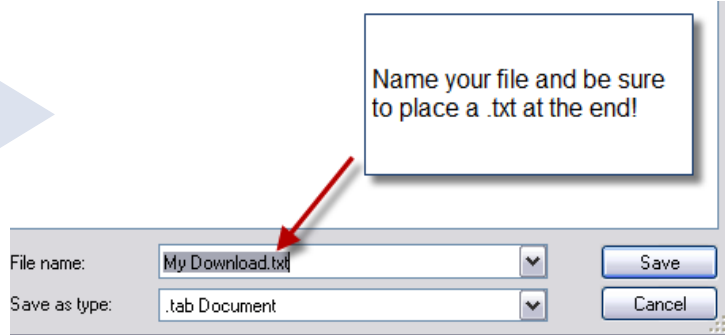 Name your file and be sure
to place a .txt at the end!
File name: My Download.txt Save
Save as type: .tab Document Cancel